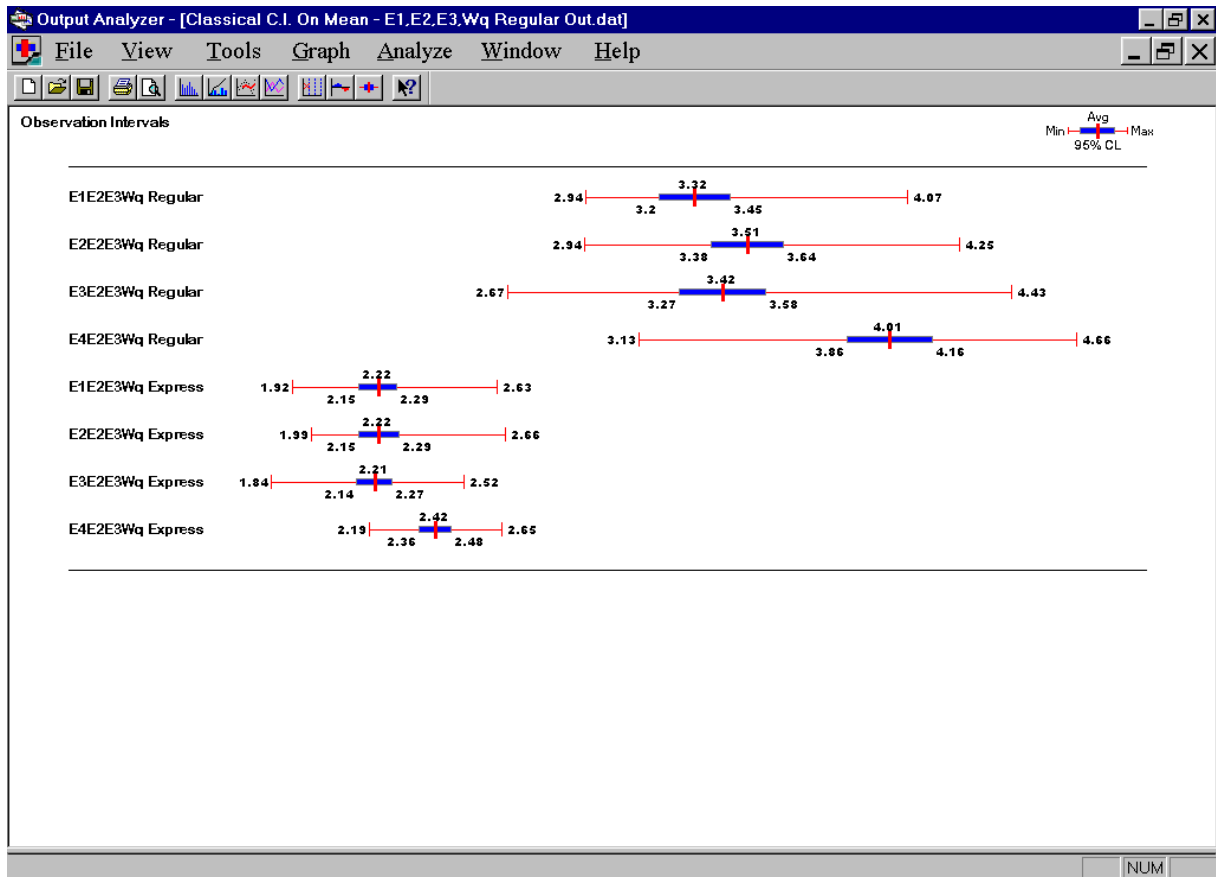 Output Analyzer - [Classical C.I. On Mean - E1,E2,E3,Wq Regular Out.dat]
File View Tools Graph Analyze Window Help
Observation Intervals
Avg
Min Max
95% CL
E1E2E3Wq Regular 2.94 3.2 3.32 3.45 4.07
E2E2E3Wq Regular 2.94 3.38 3.51 3.64 4.25
E3E2E3Wq Regular 2.67 3.27 3.42 3.58 4.43
E4E2E3Wq Regular 3.13 3.86 4.01 4.16 4.66
E1E2E3Wq Express 1.92 2.15 2.22 2.29 2.63
E2E2E3Wq Express 1.99 2.15 2.22 2.29 2.66
E3E2E3Wq Express 1.84 2.14 2.21 2.27 2.52
E4E2E3Wq Express 2.19 2.36 2.42 2.48 2.65
NUM